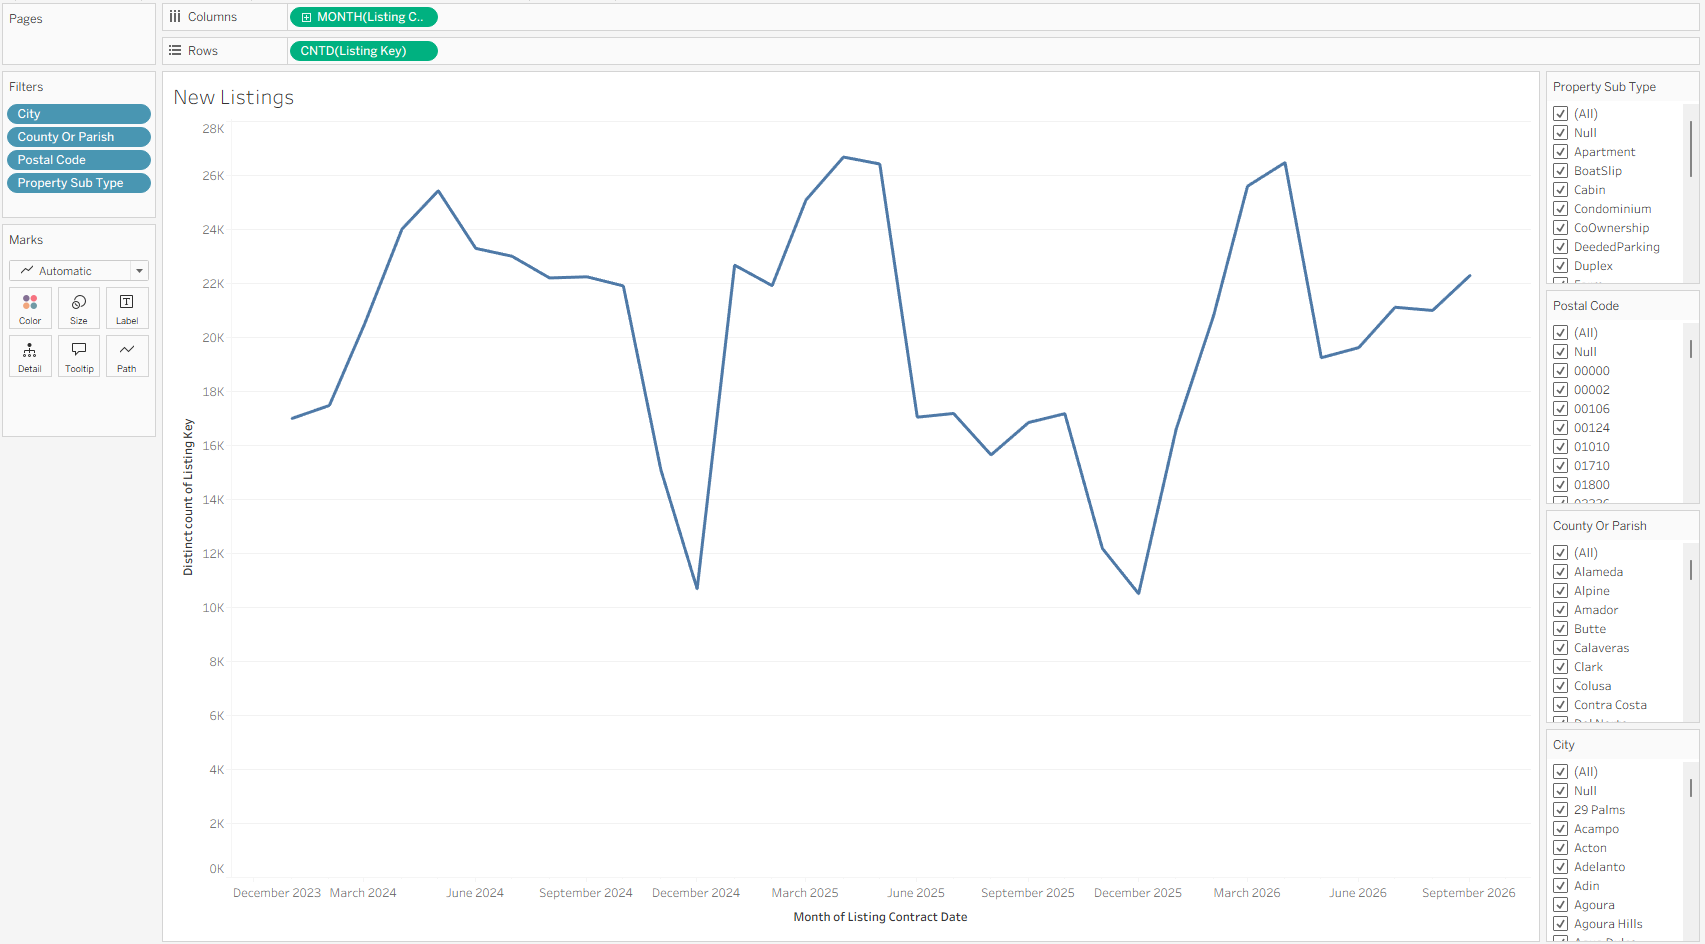 Pages
Columns
MONTH(Listing C..
Rows
CNTD(Listing Key)
Filters
City
County Or Parish
Postal Code
Property Sub Type
Marks
Automatic
Color
Size
Label
Detail
Tooltip
Path
New Listings
28K
26K
24K
22K
20K
18K
16K
14K
12K
10K
8K
6K
4K
2K
0K
Distinct count of Listing Key
December 2023
March 2024
June 2024
September 2024
December 2024
March 2025
June 2025
September 2025
December 2025
March 2026
June 2026
September 2026
Month of Listing Contract Date
Property Sub Type
(All)
Null
Apartment
BoatSlip
Cabin
Condominium
CoOwnership
DeededParking
Duplex
Postal Code
(All)
Null
00000
00002
00106
00124
01010
01710
01800
County Or Parish
(All)
Alameda
Alpine
Amador
Butte
Calaveras
Clark
Colusa
Contra Costa
City
(All)
Null
29 Palms
Acampo
Acton
Adelanto
Adin
Agoura
Agoura Hills